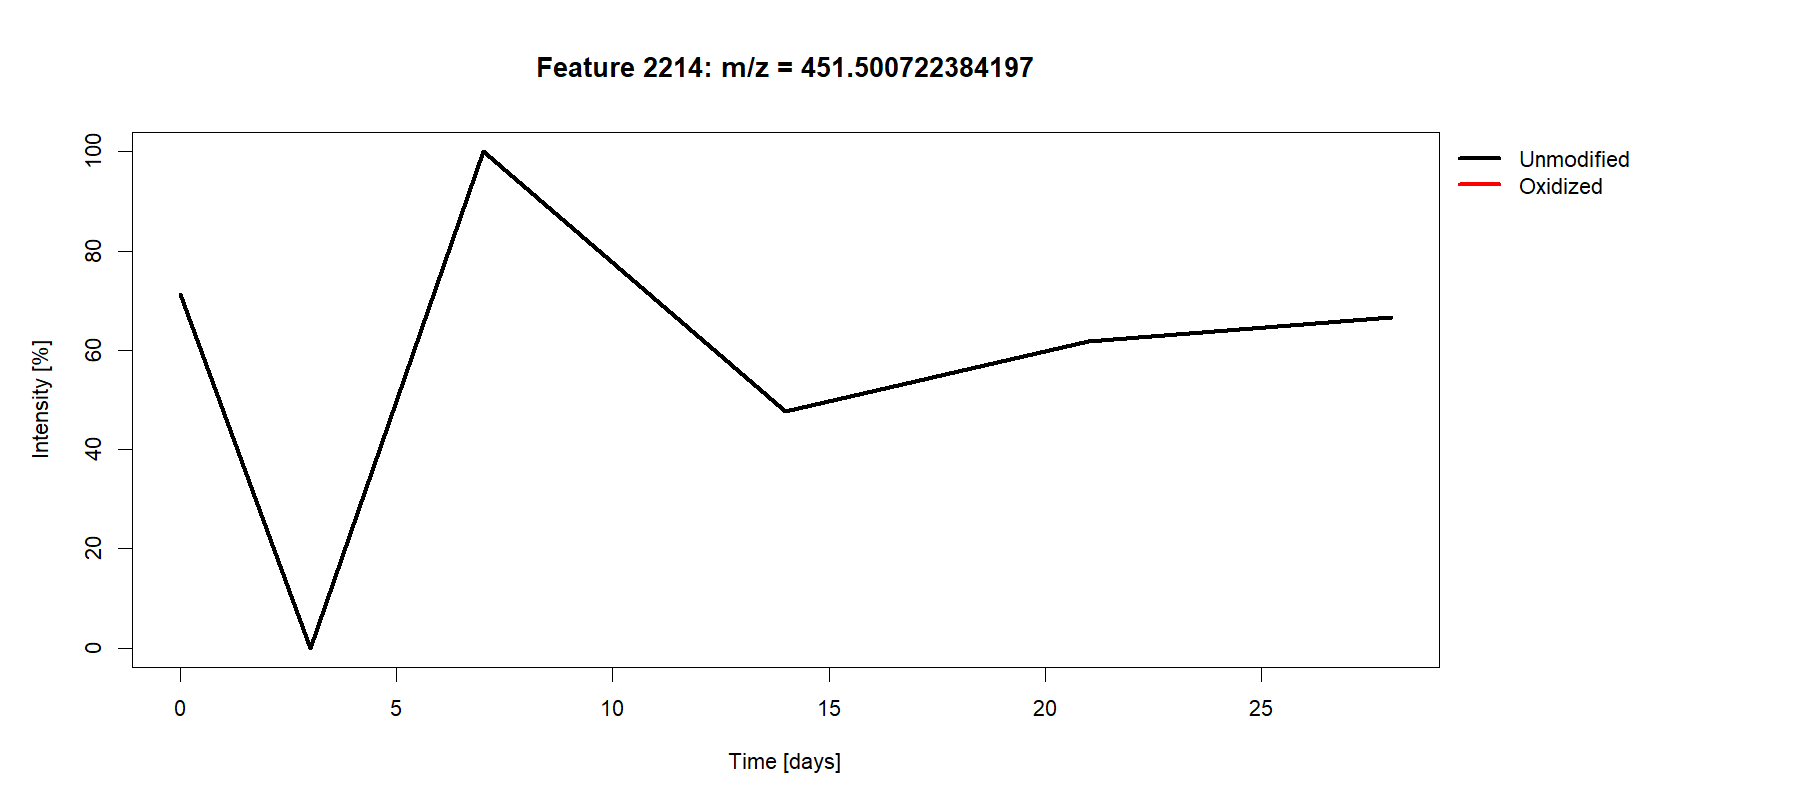 Feature 2214: m/z = 451.500722384197
Unmodified
Oxidized
Intensity [%]
100
80
60
40
20
0
0 5 10 15 20 25
Time [days]